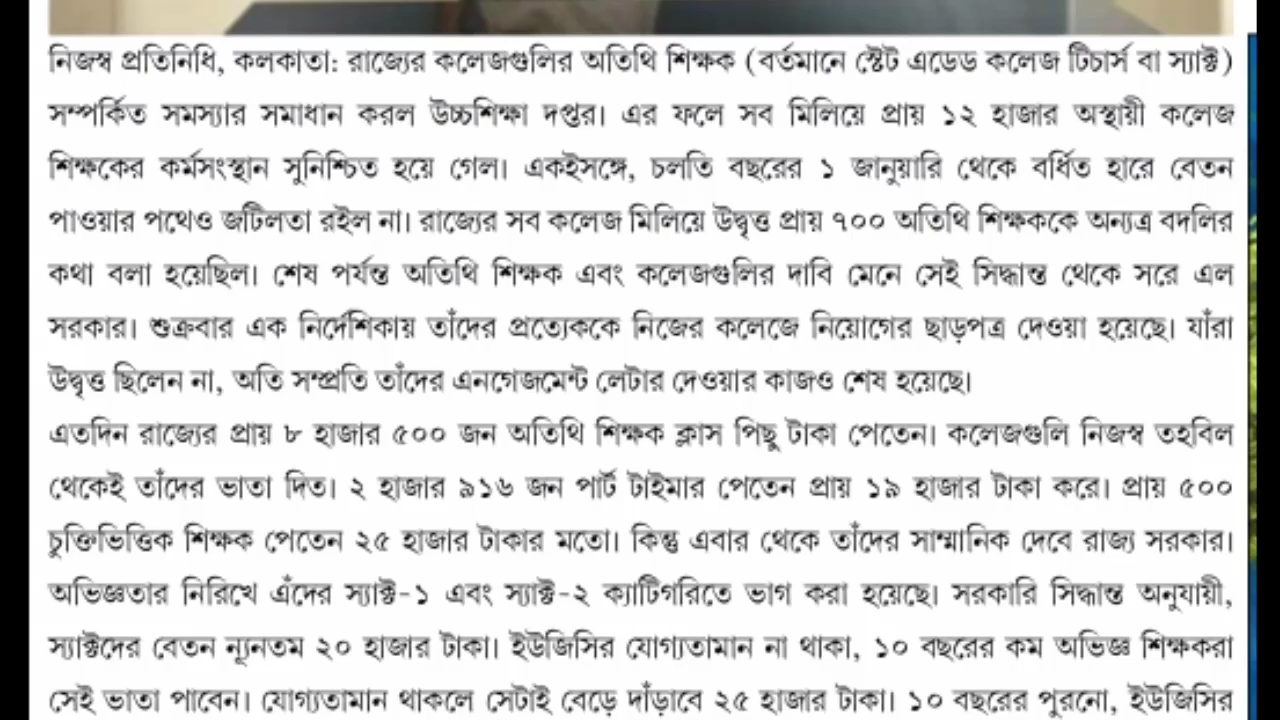 নিজস্ব প্রতিনিধি, কলকাতা: রাজ্যের কলেজগুলির অতিথি শিক্ষক (বর্তমানে স্টেট এডেড কলেজ টিচার্স বা স্যাক্ট)
সম্পর্কিত সমস্যার সমাধান করল উচ্চশিক্ষা দপ্তর। এর ফলে সব মিলিয়ে প্রায় ১২ হাজার অস্থায়ী কলেজ
শিক্ষকের কর্মসংস্থান সুনিশ্চিত হয়ে গেল। একইসঙ্গে, চলতি বছরের ১ জানুয়ারি থেকে বর্ধিত হারে বেতন
পাওয়ার পথেও জটিলতা রইল না। রাজ্যের সব কলেজ মিলিয়ে উদ্বৃত্ত প্রায় ৭০০ অতিথি শিক্ষককে অন্যত্র বদলির
কথা বলা হয়েছিল। শেষ পর্যন্ত অতিথি শিক্ষক এবং কলেজগুলির দাবি মেনে সেই সিদ্ধান্ত থেকে সরে এল
সরকার। শুক্রবার এক নির্দেশিকায় তাঁদের প্রত্যেককে নিজের কলেজে নিয়োগের ছাড়পত্র দেওয়া হয়েছে। যাঁরা
উদ্বৃত্ত ছিলেন না, অতি সম্প্রতি তাঁদের এনগেজমেন্ট লেটার দেওয়ার কাজও শেষ হয়েছে।
এতদিন রাজ্যের প্রায় ৮ হাজার ৫০০ জন অতিথি শিক্ষক ক্লাস পিছু টাকা পেতেন। কলেজগুলি নিজস্ব তহবিল
থেকেই তাঁদের ভাতা দিত। ২ হাজার ৯১৬ জন পার্ট টাইমার পেতেন প্রায় ১৯ হাজার টাকা করে। প্রায় ৫০০
চুক্তিভিত্তিক শিক্ষক পেতেন ২৫ হাজার টাকার মতো। কিন্তু এবার থেকে তাঁদের সাম্মানিক দেবে রাজ্য সরকার।
অভিজ্ঞতার নিরিখে এঁদের স্যাক্ট-১ এবং স্যাক্ট-২ ক্যাটিগরিতে ভাগ করা হয়েছে। সরকারি সিদ্ধান্ত অনুযায়ী,
স্যাক্টদের বেতন ন্যূনতম ২০ হাজার টাকা। ইউজিসির যোগ্যতামান না থাকা, ১০ বছরের কম অভিজ্ঞ শিক্ষকরা
সেই ভাতা পাবেন। যোগ্যতামান থাকলে সেটাই বেড়ে দাঁড়াবে ২৫ হাজার টাকা। ১০ বছরের পুরনো, ইউজিসির